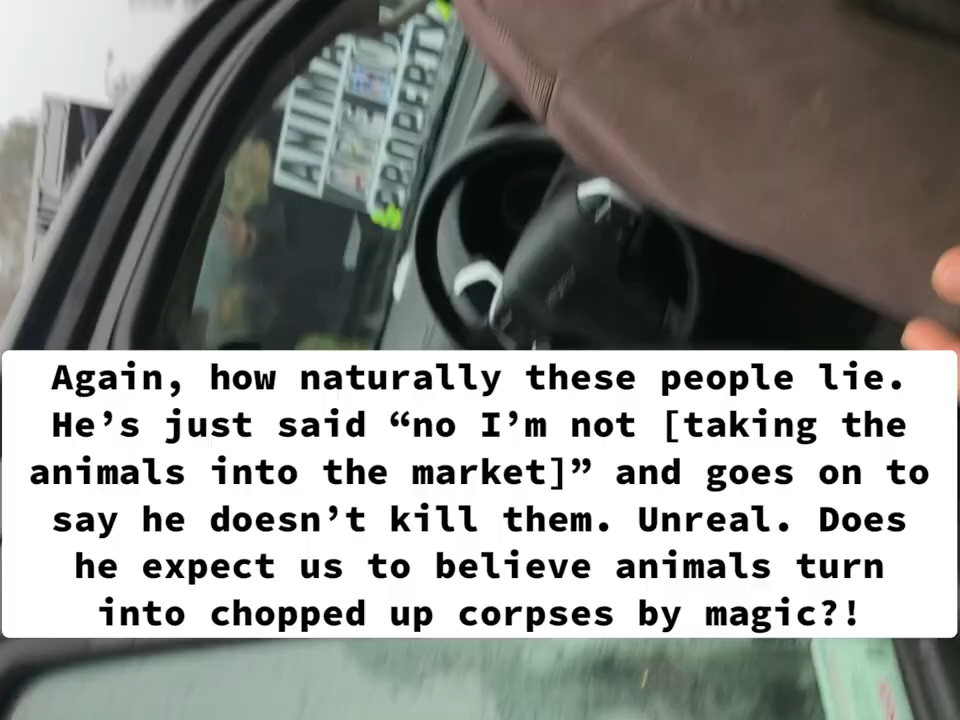 ANIMA
PROPERTY
Again, how naturally these people lie.
He’s just said “no I’m not [taking the
animals into the market]” and goes on to
say he doesn’t kill them. Unreal. Does
he expect us to believe animals turn
into chopped up corpses by magic?!